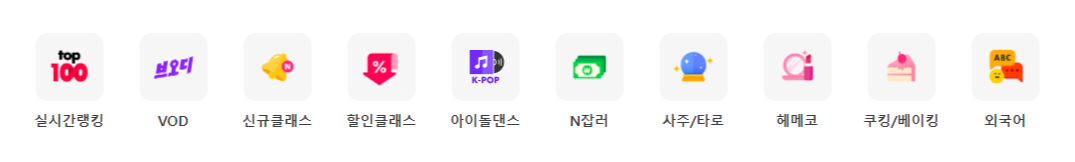 top
100
브오디
N
%
K-POP
ABC
실시간랭킹
VOD
신규클래스
할인클래스
아이돌댄스
N잡러
사주/타로
헤메코
쿠킹/베이킹
외국어